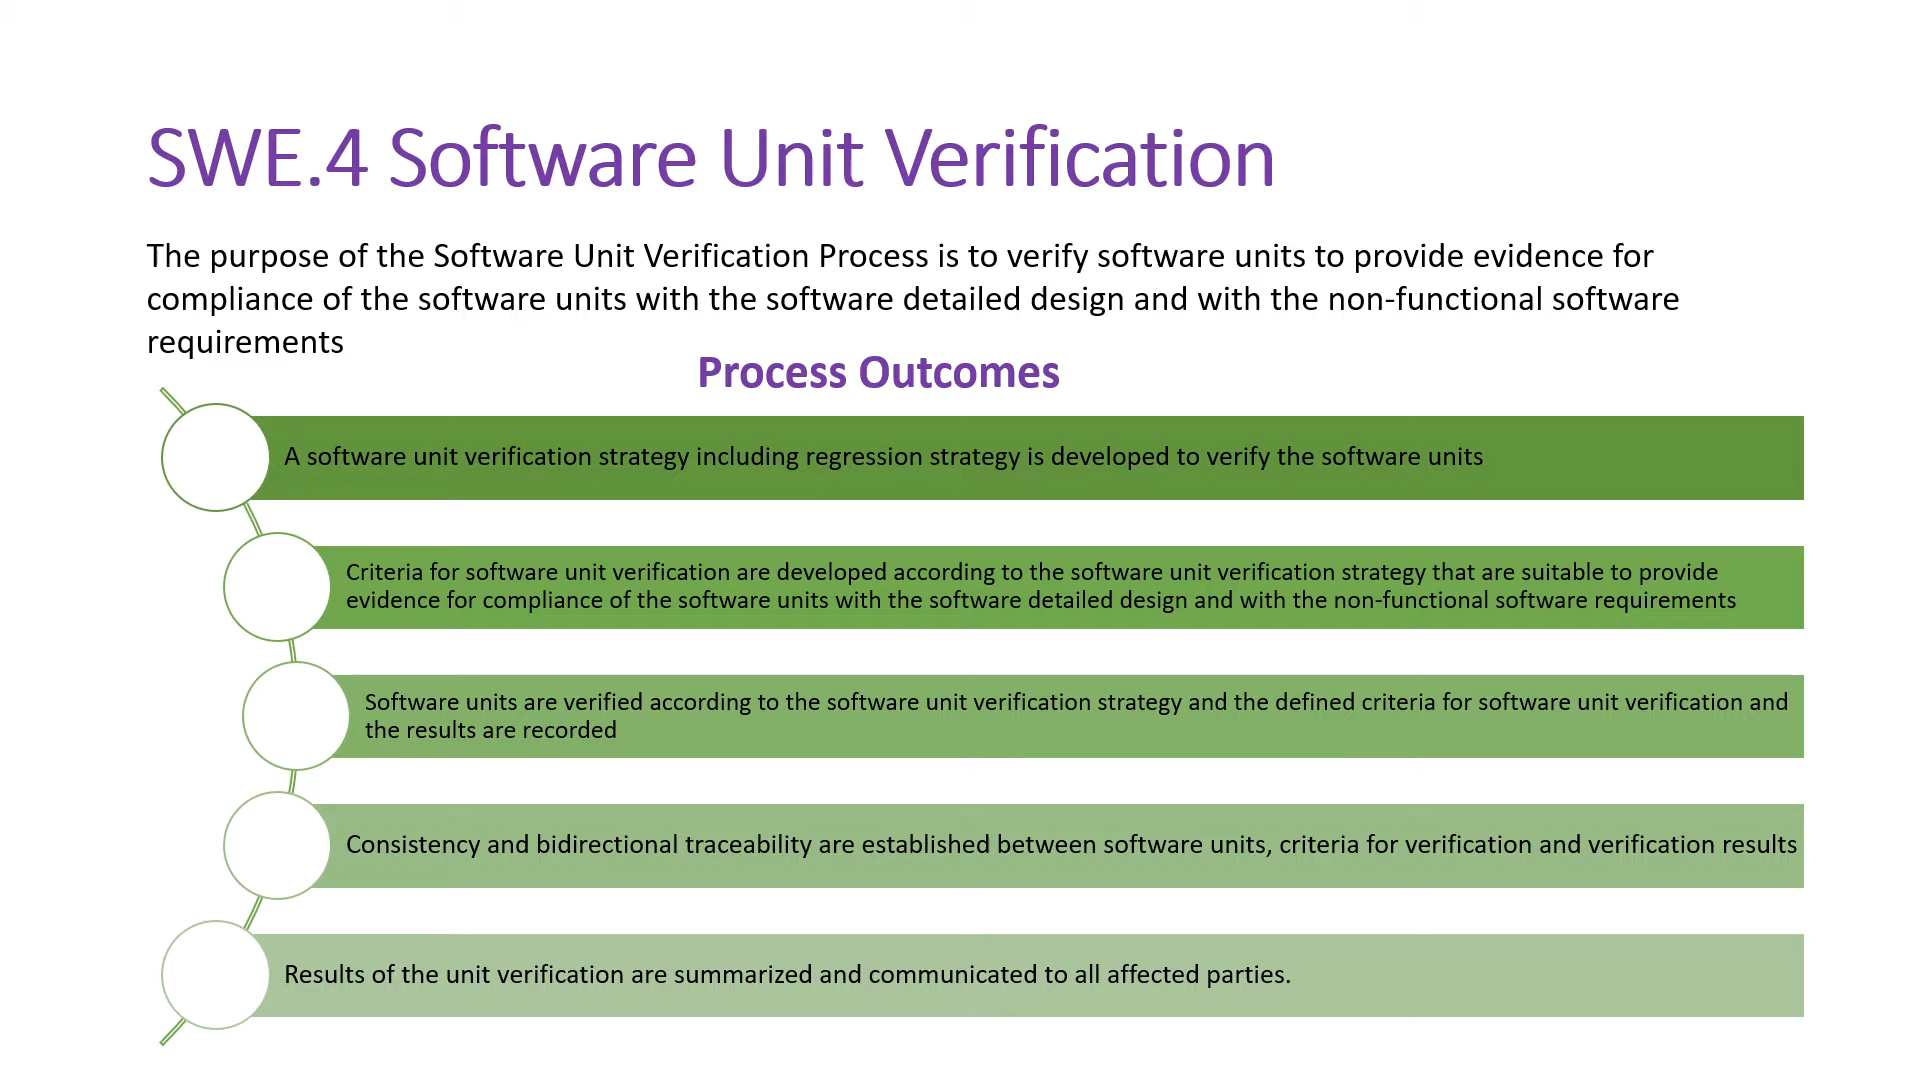 SWE.4 Software Unit Verification
The purpose of the Software Unit Verification Process is to verify software units to provide evidence for
compliance of the software units with the software detailed design and with the non-functional software
requirements
Process Outcomes
A software unit verification strategy including regression strategy is developed to verify the software units
Criteria for software unit verification are developed according to the software unit verification strategy that are suitable to provide
evidence for compliance of the software units with the software detailed design and with the non-functional software requirements
Software units are verified according to the software unit verification strategy and the defined criteria for software unit verification and
the results are recorded
Consistency and bidirectional traceability are established between software units, criteria for verification and verification results
Results of the unit verification are summarized and communicated to all affected parties.